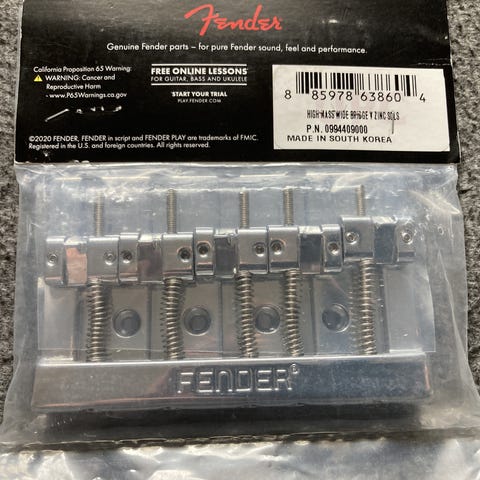 Fender
Genuine Fender parts – for pure Fender sound, feel and performance.
California Proposition 65 Warning:
WARNING: Cancer and
Reproductive Harm
www.P65Warnings.ca.gov
FREE ONLINE LESSONS
FOR GUITAR, BASS AND UKULELE
START YOUR TRIAL
PLAY.FENDER.COM
©2020 FENDER, FENDER in script and FENDER PLAY are trademarks of FMIC.
Registered in the U.S. and foreign countries. All rights reserved.
8 85978 63860 4
HIGH MASS WIDE BRIDGE V ZINC SDLS
P.N. 0994409000
MADE IN SOUTH KOREA
FENDER®